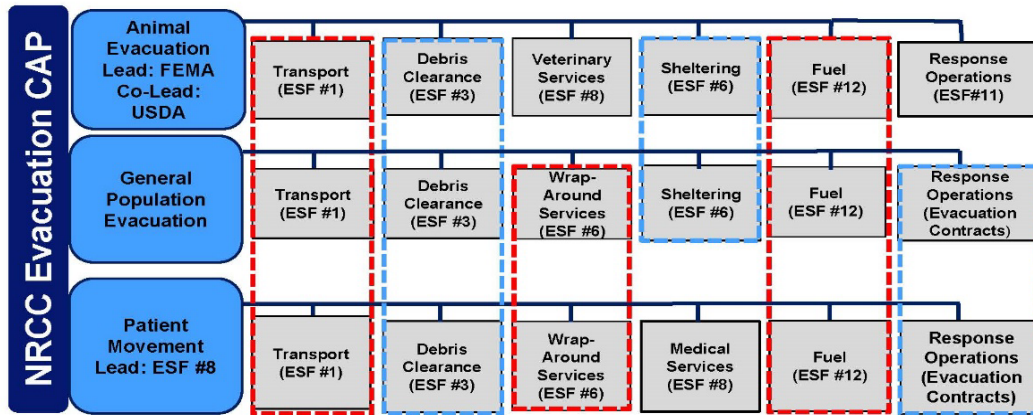 NRCC Evacuation CAP
Animal
Evacuation
Lead: FEMA
Co-Lead:
USDA
Transport
(ESF #1)
Debris
Clearance
(ESF #3)
Veterinary
Services
(ESF #8)
Sheltering
(ESF #6)
Fuel
(ESF #12)
Response
Operations
(ESF#11)
General
Population
Evacuation
Transport
(ESF #1)
Debris
Clearance
(ESF #3)
Wrap-
Around
Services
(ESF #6)
Sheltering
(ESF #6)
Fuel
(ESF #12)
Response
Operations
(Evacuation
Contracts)
Patient
Movement
Lead: ESF #8
Transport
(ESF #1)
Debris
Clearance
(ESF #3)
Wrap-
Around
Services
(ESF #6)
Medical
Services
(ESF #8)
Fuel
(ESF #12)
Response
Operations
(Evacuation
Contracts)